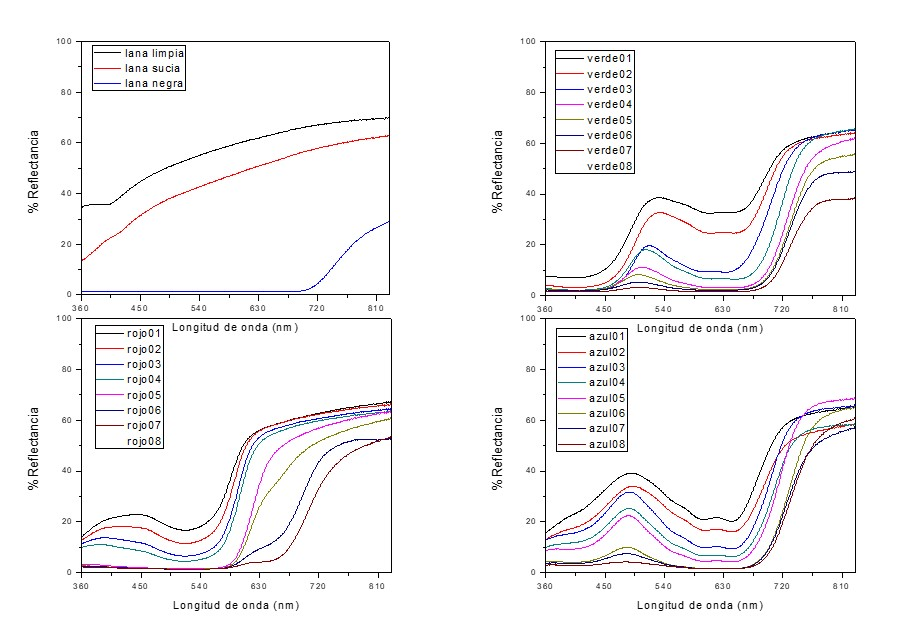 100
80
60
40
20
0
% Reflectancia
lana limpia
lana sucia
lana negra
360 450 540 630 720 810
Longitud de onda (nm)
100
80
60
40
20
0
% Reflectancia
verde01
verde02
verde03
verde04
verde05
verde06
verde07
verde08
360 450 540 630 720 810
Longitud de onda (nm)
100
80
60
40
20
0
% Reflectancia
rojo01
rojo02
rojo03
rojo04
rojo05
rojo06
rojo07
rojo08
360 450 540 630 720 810
Longitud de onda (nm)
100
80
60
40
20
0
% Reflectancia
azul01
azul02
azul03
azul04
azul05
azul06
azul07
azul08
360 450 540 630 720 810
Longitud de onda (nm)